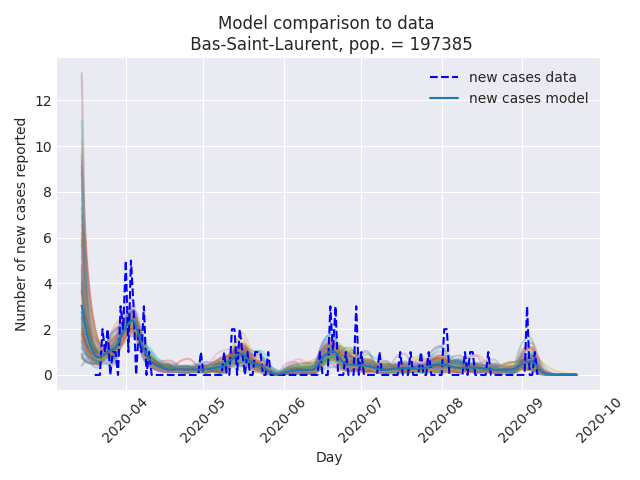 Model comparison to data
Bas-Saint-Laurent, pop. = 197385
new cases data
new cases model
Number of new cases reported
12
10
8
6
4
2
0
2020-04
2020-05
2020-06
2020-07
2020-08
2020-09
2020-10
Day